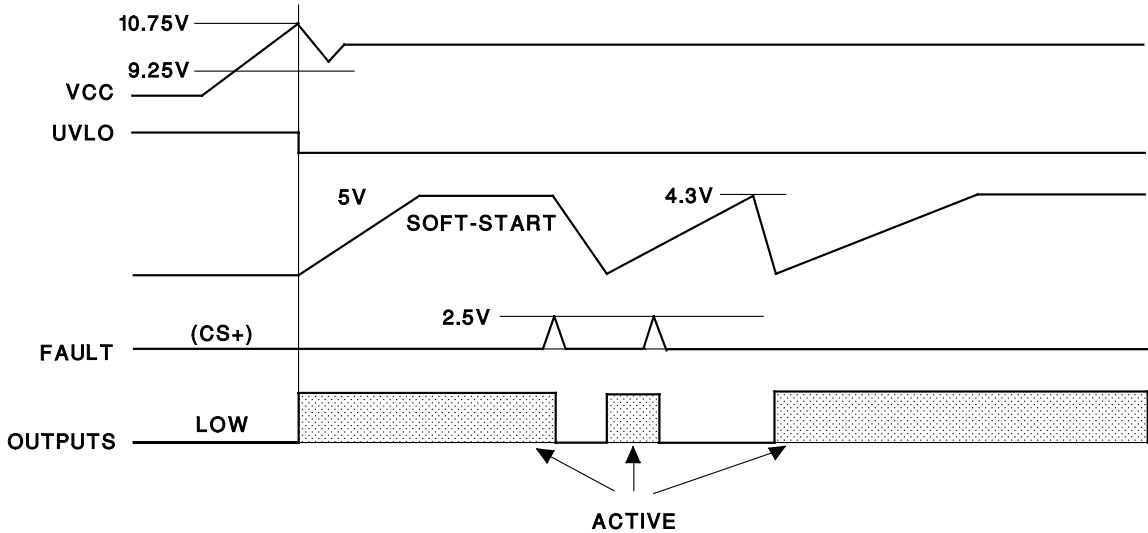 10.75V
9.25V
VCC
UVLO
5V
4.3V
SOFT-START
2.5V
(CS+)
FAULT
LOW
OUTPUTS
ACTIVE